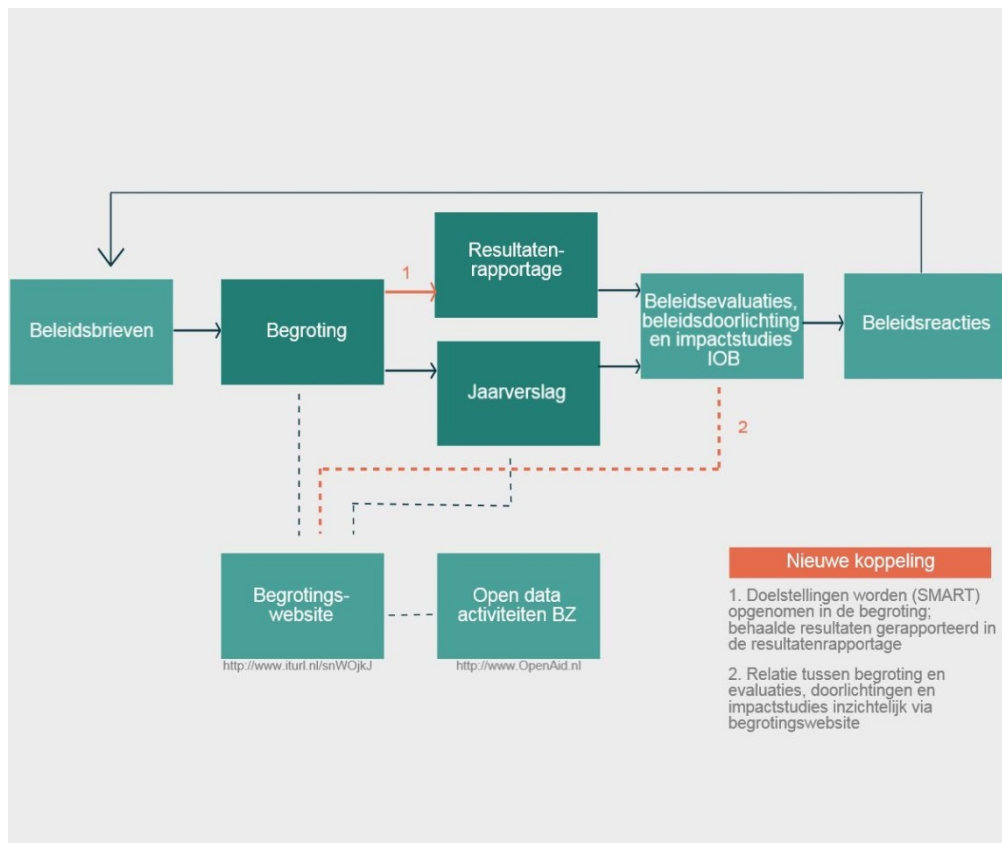 Resultaten-
rapportage
1
Beleidsbrieven
Begroting
Beleidsevaluaties,
beleidsdoorlichting
en impactstudies
IOB
Beleidsreacties
Jaarverslag
2
Begrotings-
website
http://www.iturl.nl/snWOjkJ
Open data
activiteiten BZ
http://www.OpenAid.nl
Nieuwe koppeling
1. Doelstellingen worden (SMART)
opgenomen in de begroting;
behaalde resultaten gerapporteerd in
de resultatenrapportage
2. Relatie tussen begroting en
evaluaties, doorlichtingen en
impactstudies inzichtelijk via
begrotingswebsite